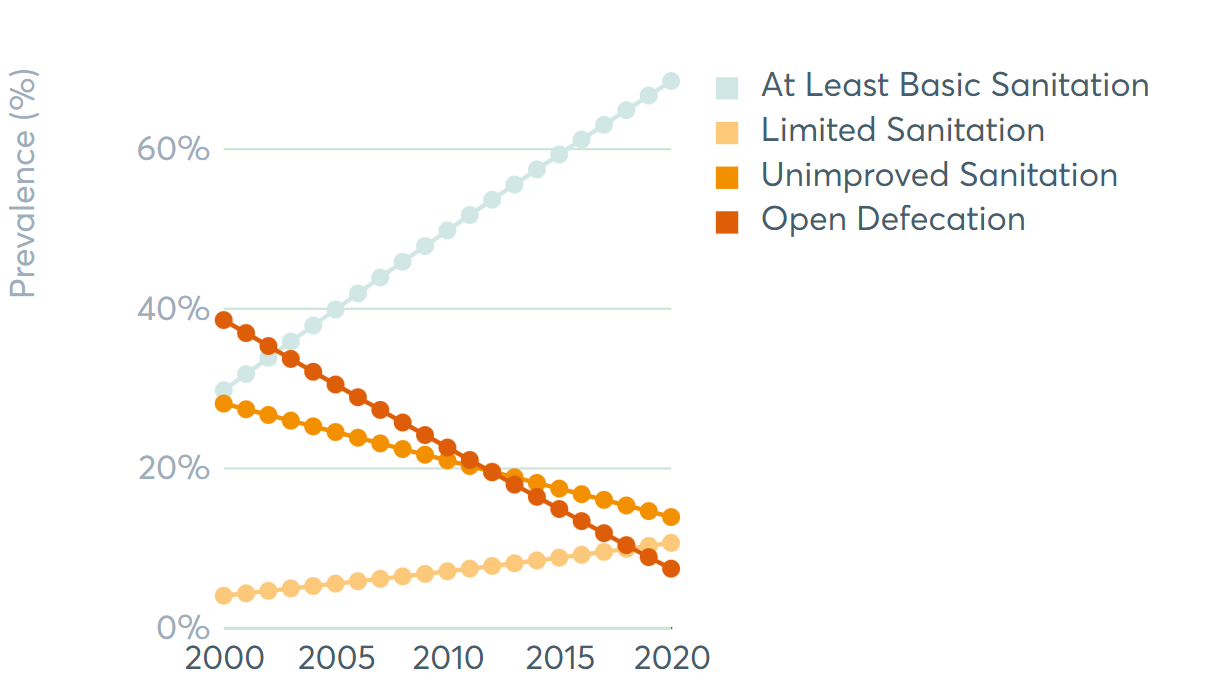 Prevalence (%)
60%
40%
20%
0%
2000 2005 2010 2015 2020
At Least Basic Sanitation
Limited Sanitation
Unimproved Sanitation
Open Defecation